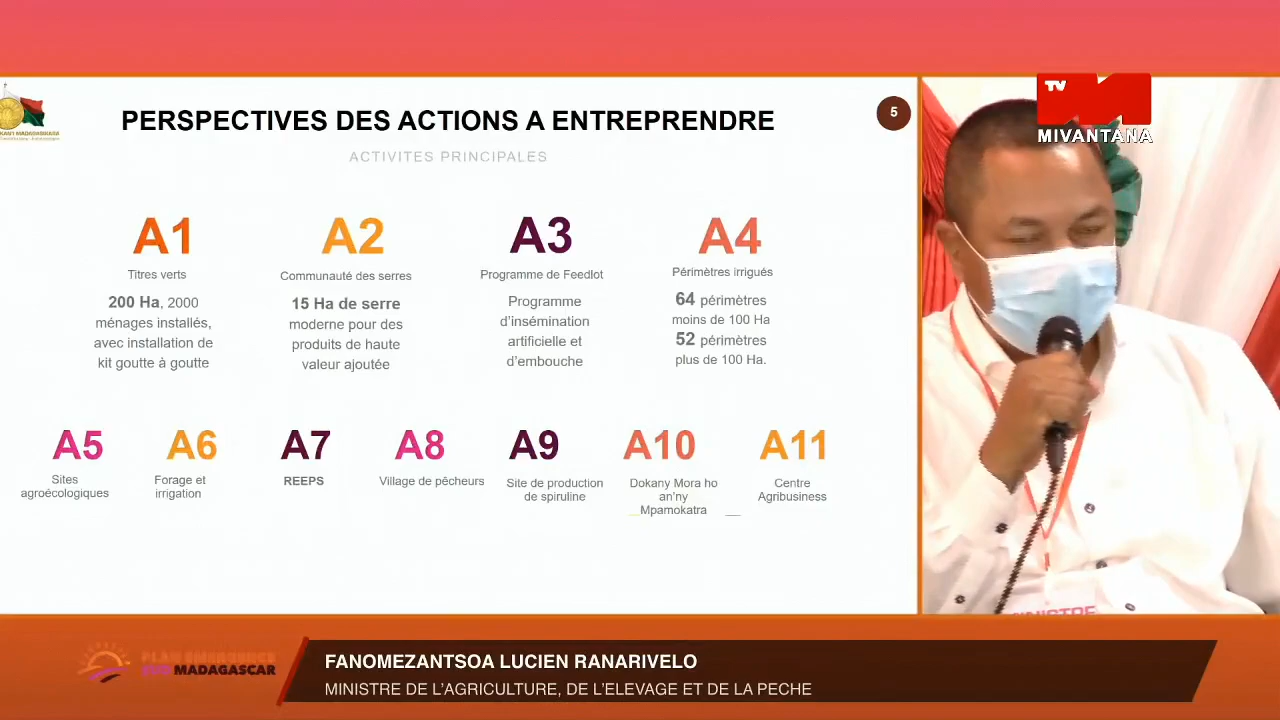 TV
MIVANTANA
PERSPECTIVES DES ACTIONS A ENTREPRENDRE
5
ACTIVITES PRINCIPALES
A1
Titres verts
200 Ha, 2000
ménages installés,
avec installation de
kit goutte à goutte
A2
Communauté des serres
15 Ha de serre
moderne pour des
produits de haute
valeur ajoutée
A3
Programme de Feedlot
Programme
d’insémination
artificielle et
d’embouche
A4
Périmètres irrigués
64 périmètres
moins de 100 Ha
52 périmètres
plus de 100 Ha.
A5
Sites
agroécologiques
A6
Forage et
irrigation
A7
REEPS
A8
Village de pêcheurs
A9
Site de production
de spiruline
A10
Dokany Mora ho
an’ny
Mpamokatra
A11
Centre
Agribusiness
MINISTRE
PLAN EMERGENCE
SUD MADAGASCAR
FANOMEZANTSOA LUCIEN RANARIVELO
MINISTRE DE L’AGRICULTURE, DE L’ELEVAGE ET DE LA PECHE